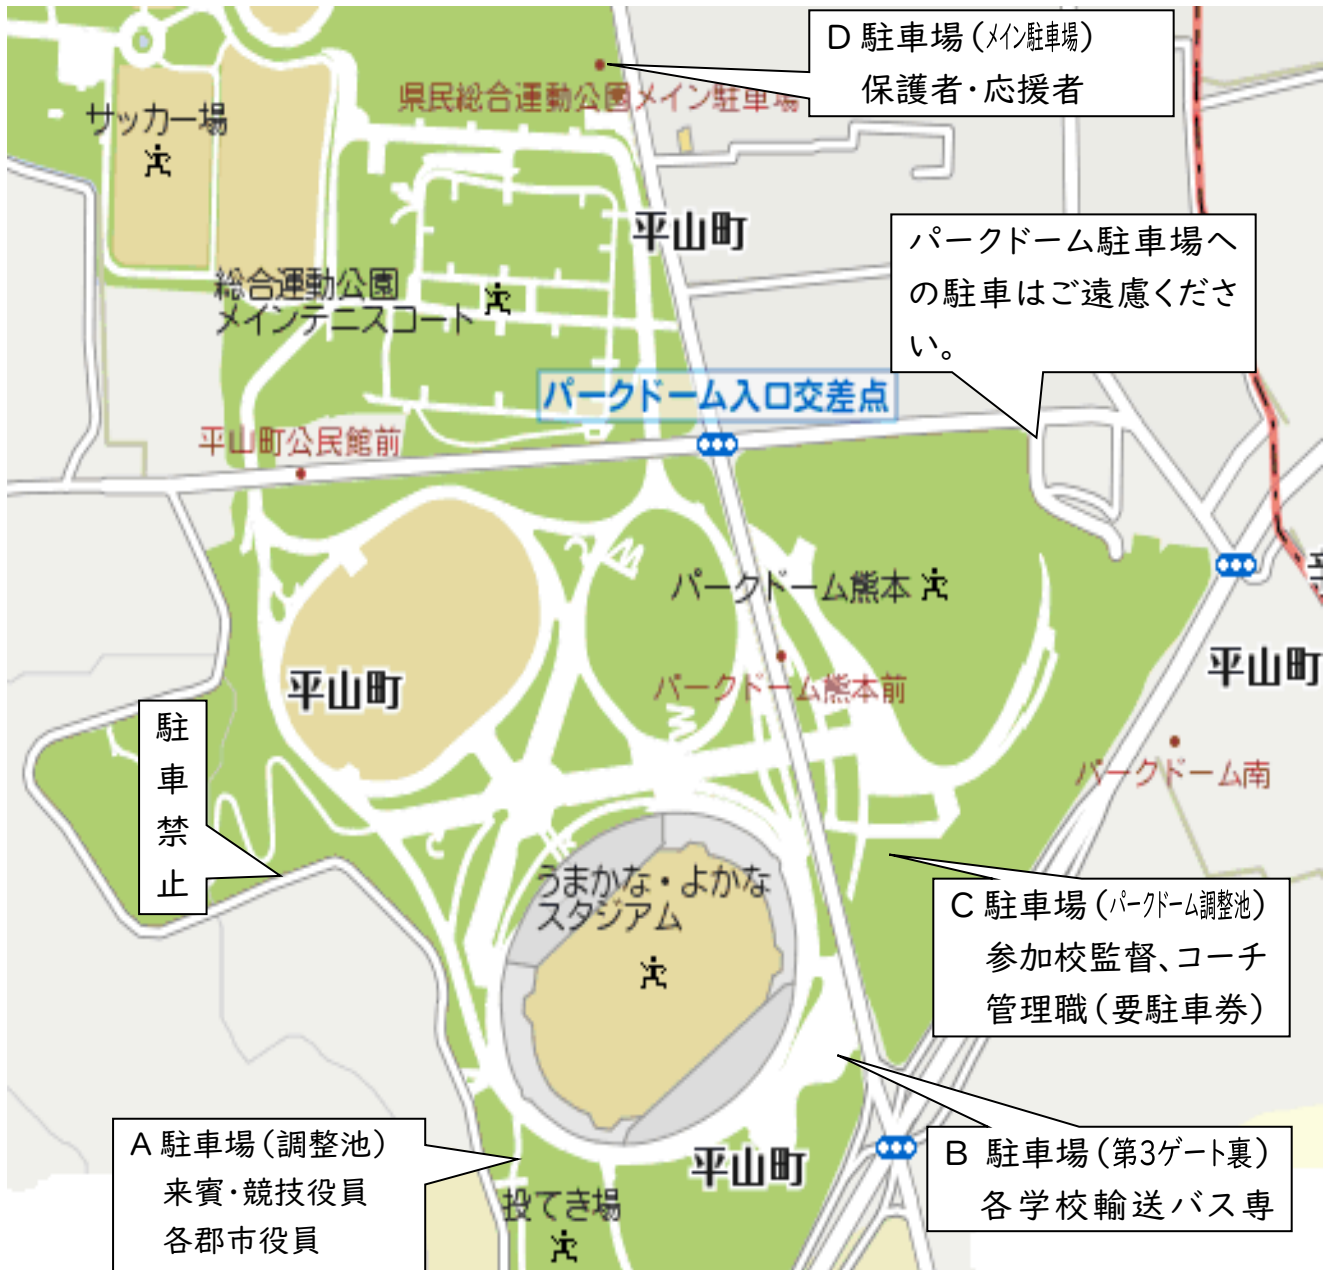 D 駐車場(メイン駐車場)
保護者・応援者
県民総合運動公園メイン駐車場
サッカー場
平山町
パークドーム駐車場へ
の駐車はご遠慮くださ
い。
総合運動公園
メインテニスコート
パークドーム入口交差点
平山町公民館前
パークドーム熊本
平山町
平山町
パークドーム熊本前
駐車禁止
パークドーム南
うまかな・よかな
スタジアム
C 駐車場(パークドーム調整池)
参加校監督、コーチ
管理職(要駐車券)
A 駐車場(調整池)
来賓・競技役員
各郡市役員
平山町
B 駐車場(第3ゲート裏)
各学校輸送バス専
投てき場